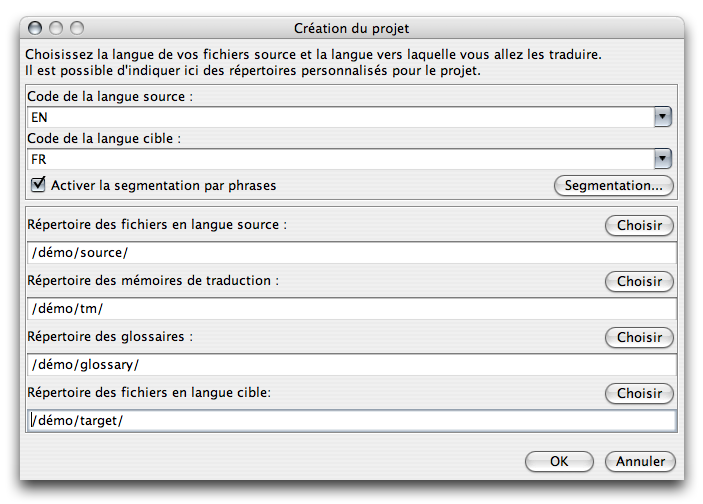 Création du projet
Choisissez la langue de vos fichiers source et la langue vers laquelle vous allez les traduire.
Il est possible d'indiquer ici des répertoires personnalisés pour le projet.
Code de la langue source :
EN
Code de la langue cible :
FR
Activer la segmentation par phrases
Segmentation...
Répertoire des fichiers en langue source :
Choisir
/démo/source/
Répertoire des mémoires de traduction :
Choisir
/démo/tm/
Répertoire des glossaires :
Choisir
/démo/glossary/
Répertoire des fichiers en langue cible:
Choisir
/démo/target/
OK
Annuler